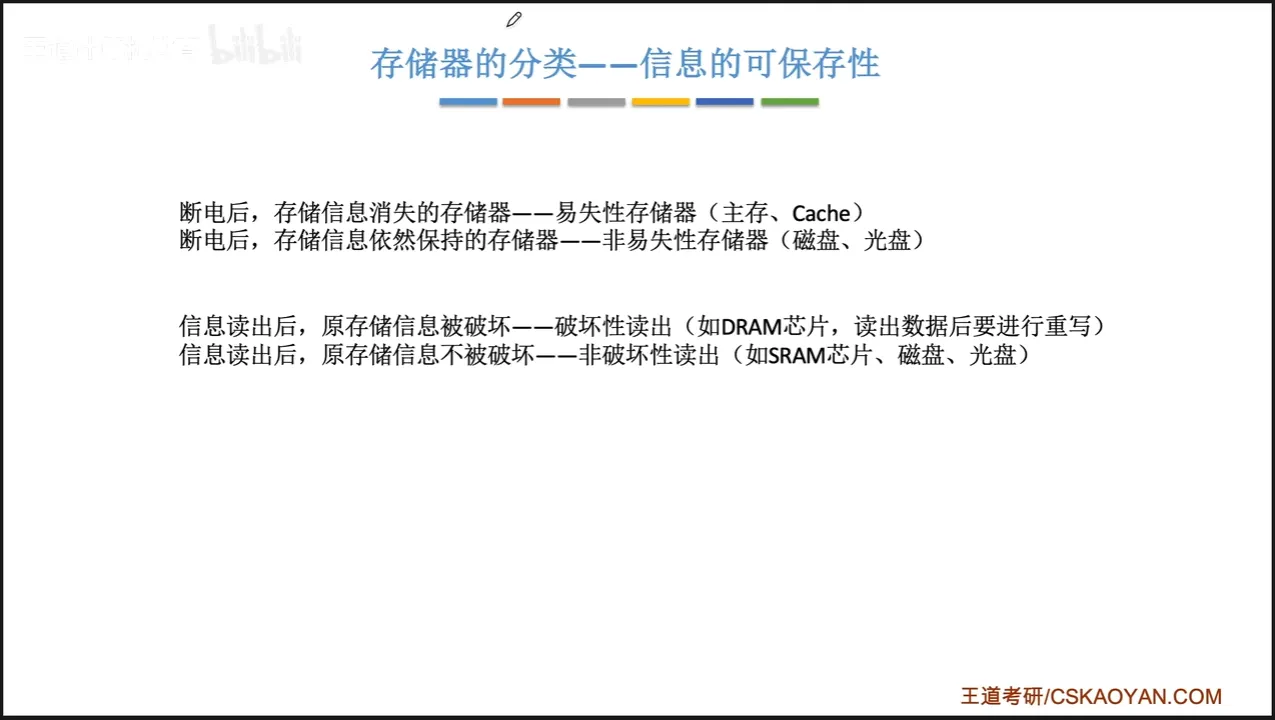 bilibili
存储器的分类——信息的可保存性
断电后，存储信息消失的存储器——易失性存储器（主存、Cache）
断电后，存储信息依然保持的存储器——非易失性存储器（磁盘、光盘）
信息读出后，原存储信息被破坏——破坏性读出（如DRAM芯片，读出数据后要进行重写）
信息读出后，原存储信息不被破坏——非破坏性读出（如SRAM芯片、磁盘、光盘）
王道考研/CSKAOYAN.COM